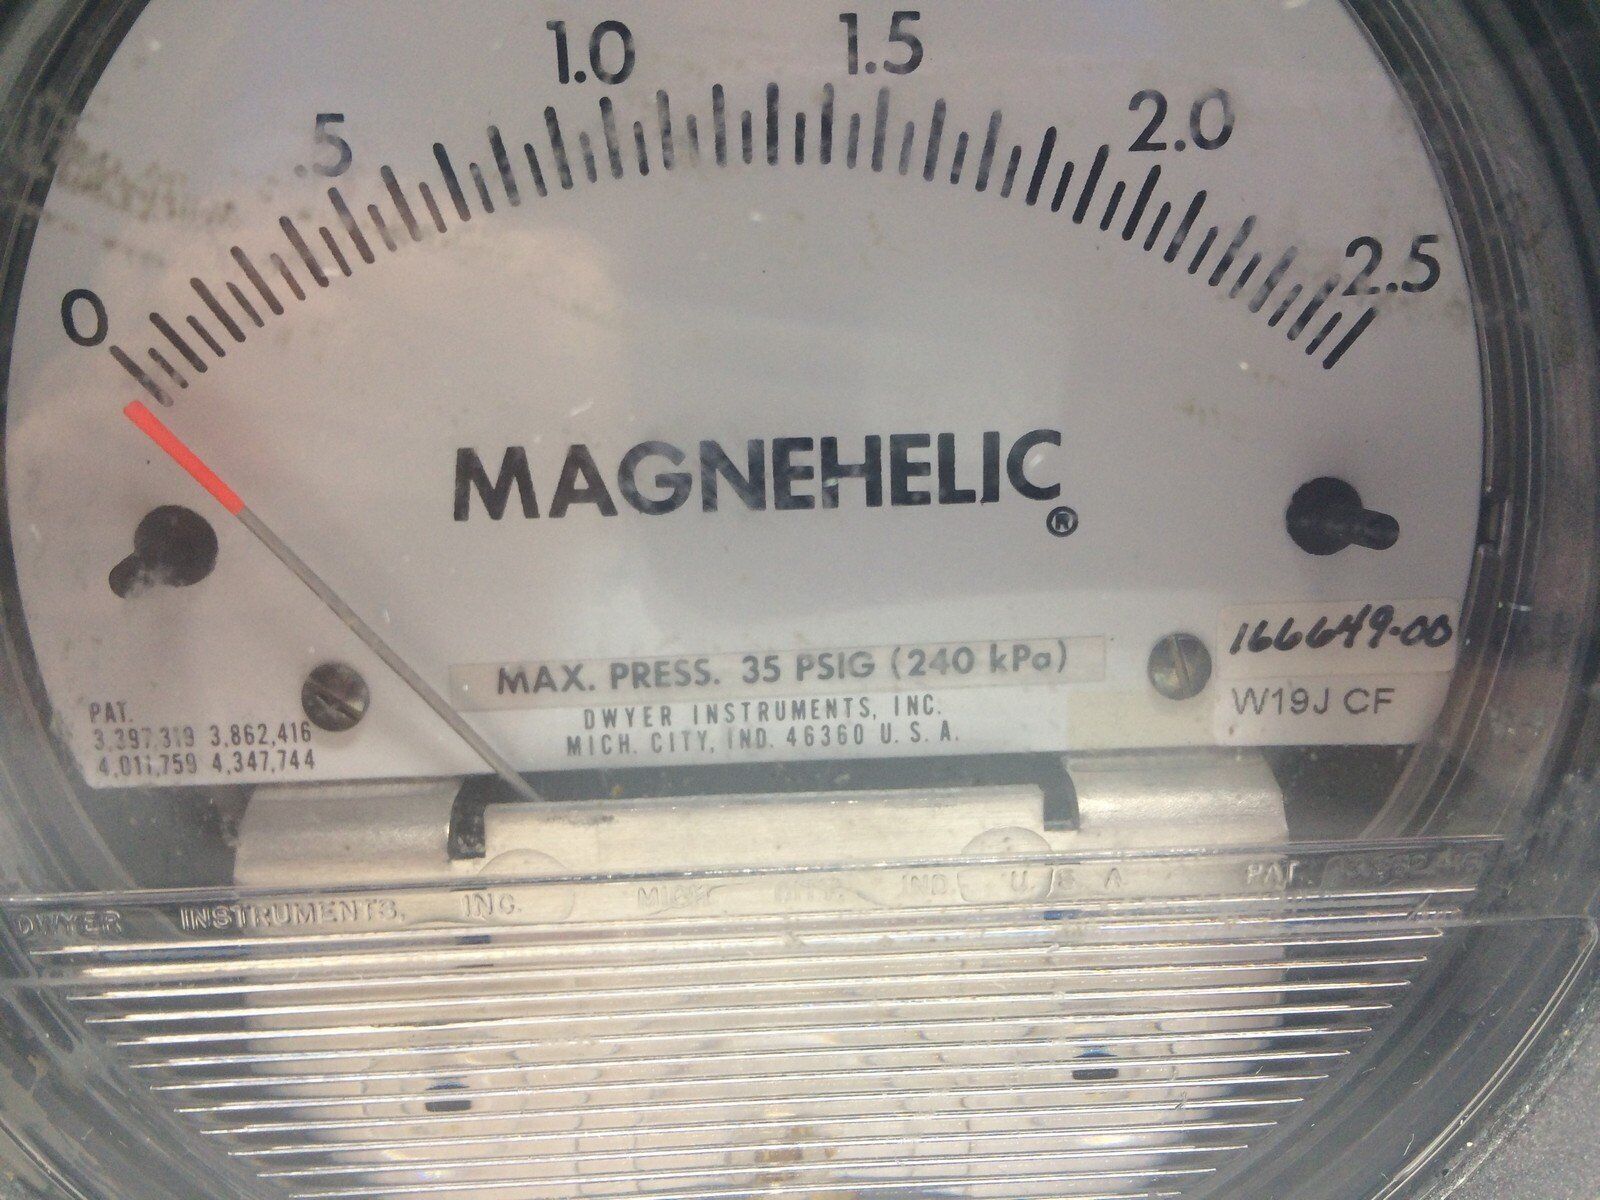 0 .5 1.0 1.5 2.0 2.5
MAGNEHELIC®
166649-00
W19J CF
MAX. PRESS. 35 PSIG (240 kPa)
DWYER INSTRUMENTS, INC.
MICH. CITY, IND. 46360 U. S. A.
PAT.
3,397,319 3,862,416
4,011,759 4,347,744
DWYER INSTRUMENTS, INC. MICH. CITY, IND. U. S. A. PAT.